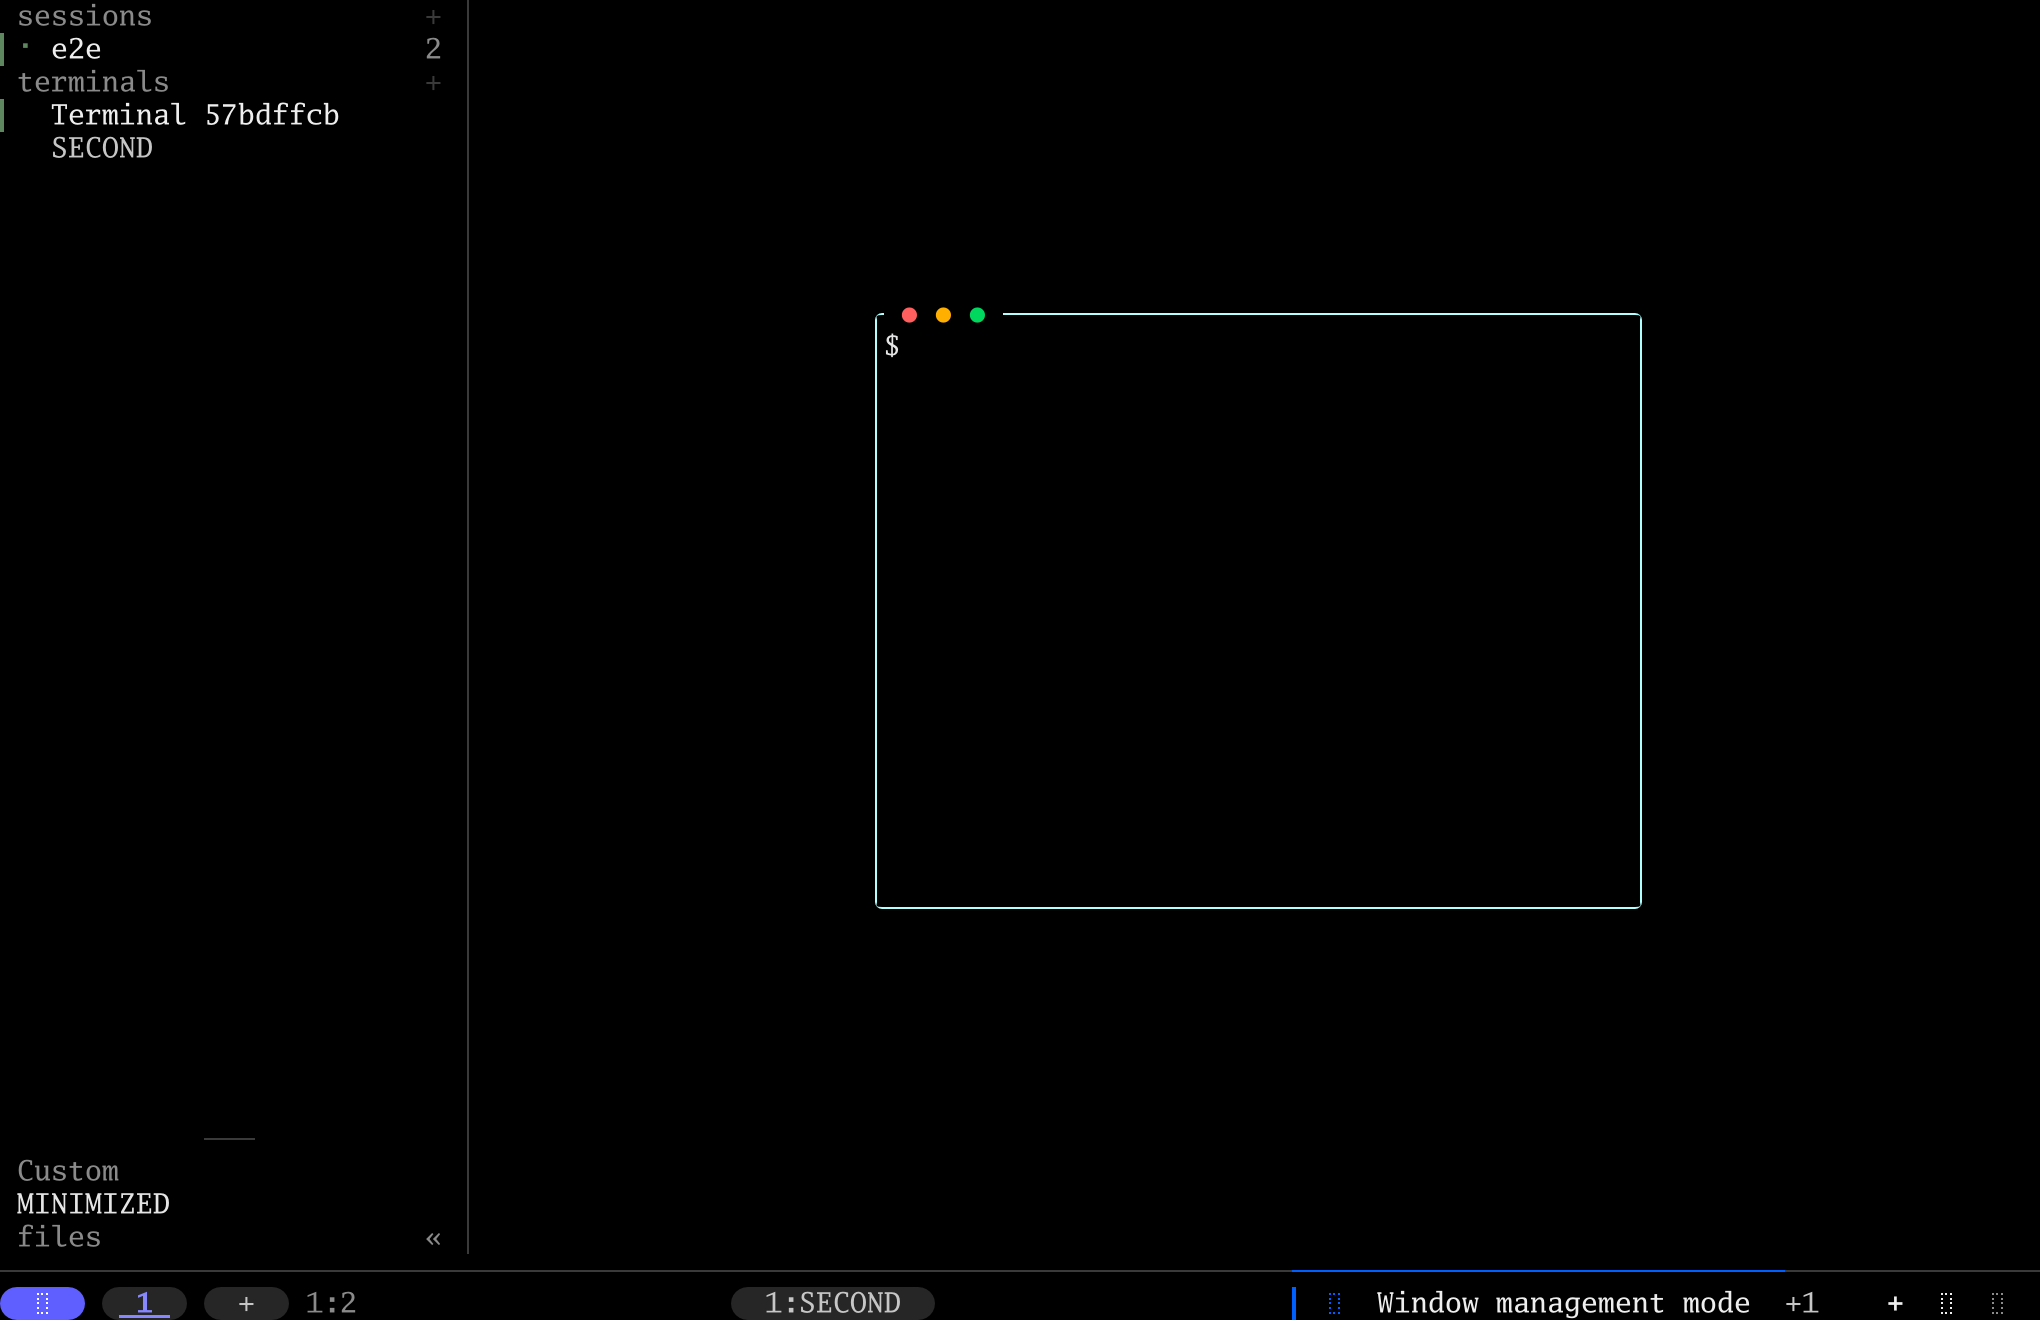 sessions +
· e2e 2
terminals +
Terminal 57bdffcb
SECOND
$
Custom
MINIMIZED
files «
1 + 1:2 1:SECOND Window management mode +1 +